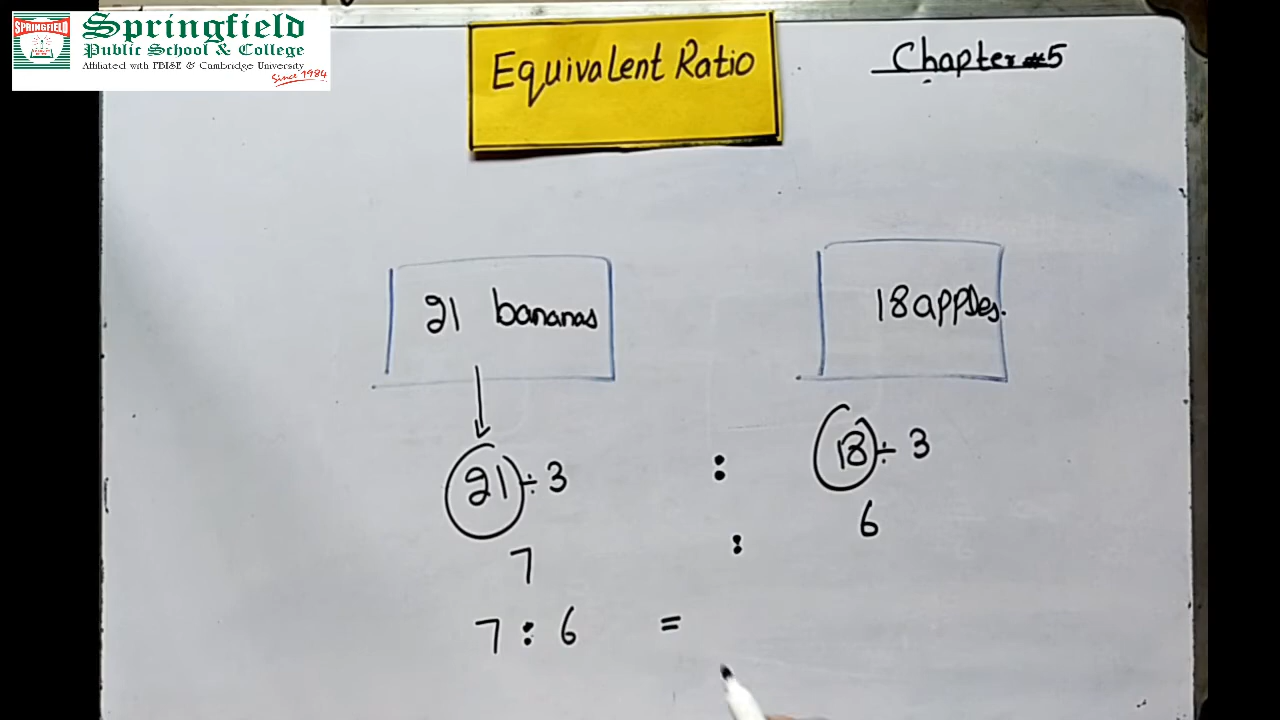 SPRINGFIELD
Springfield
Public School & College
Affiliated with FBISE & Cambridge University
Since 1984
Equivalent Ratio
Chapter #5
21 bananas
18 apples.
21 ÷ 3 : 18 ÷ 3
7 : 6
7 : 6 =